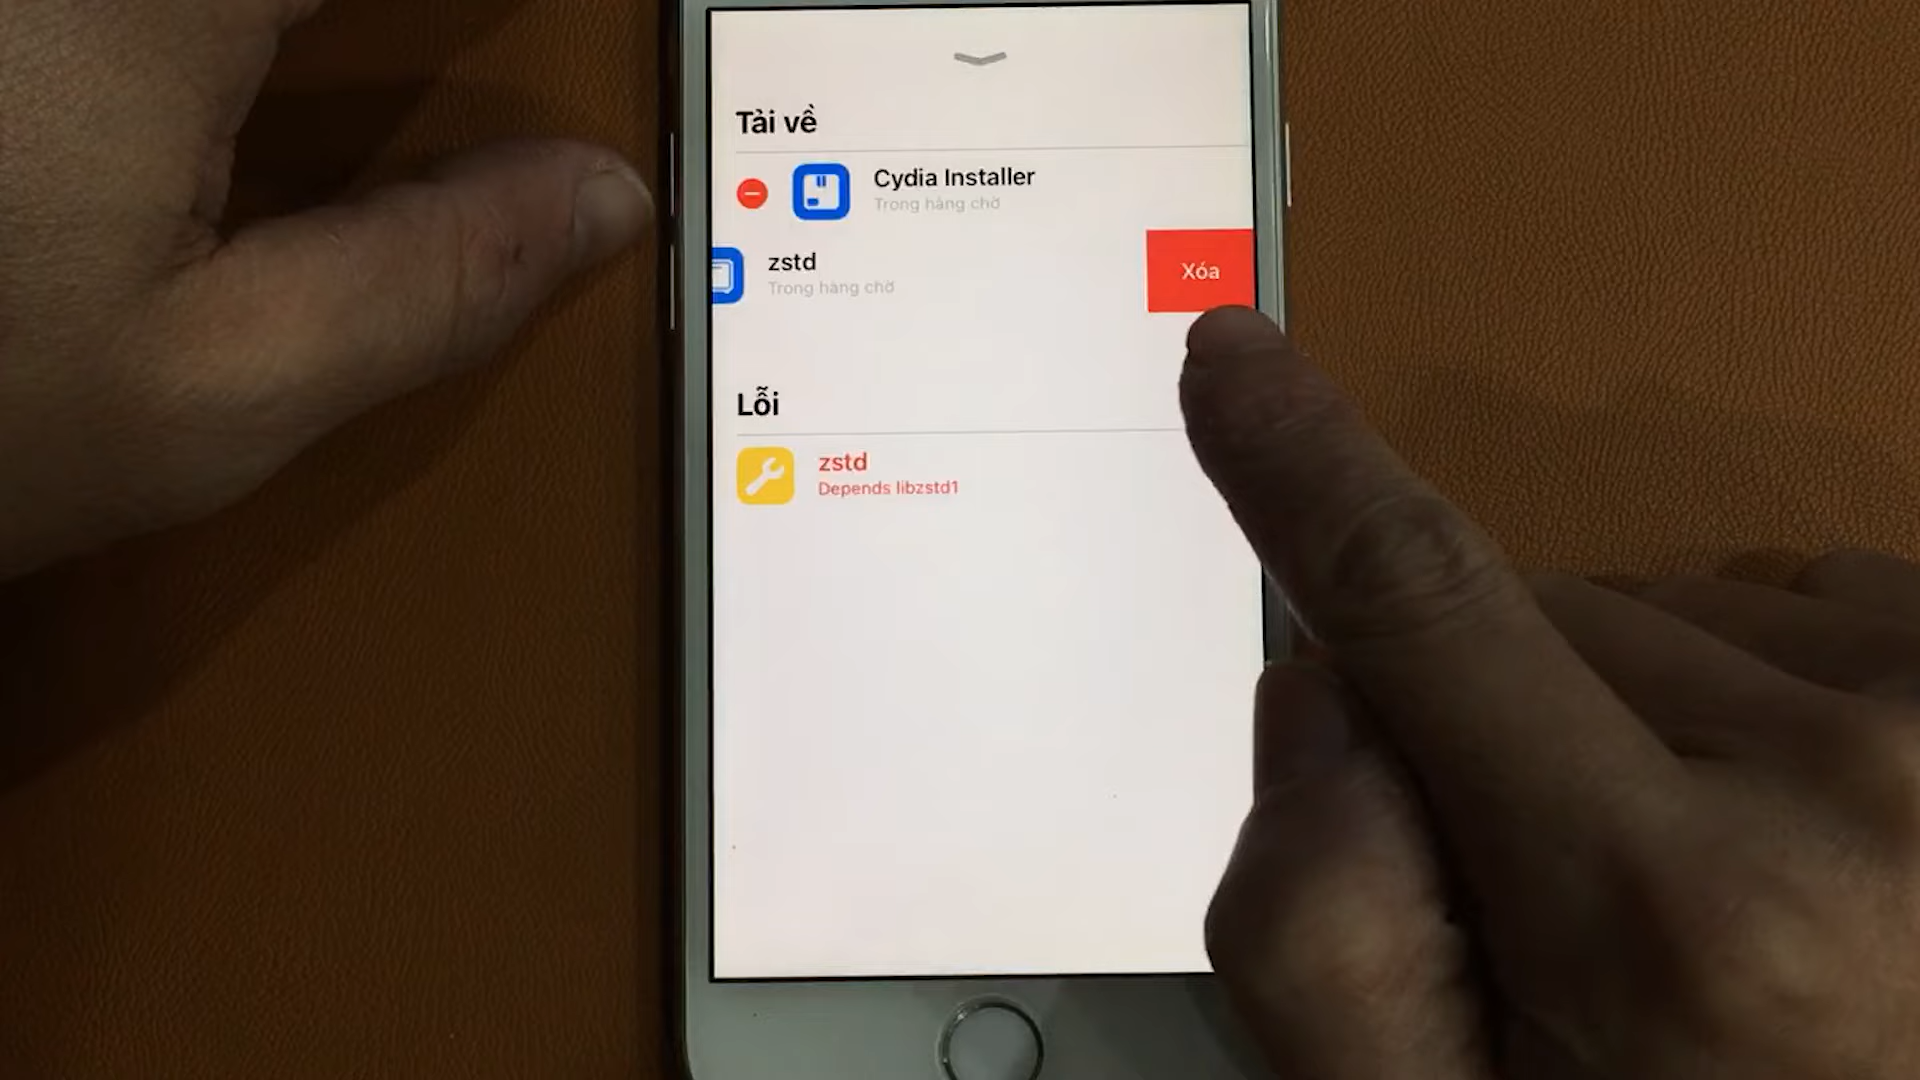 Tải về
Cydia Installer
Trong hàng chờ
zstd
Trong hàng chờ
Xóa
Lỗi
zstd
Depends libzstd1